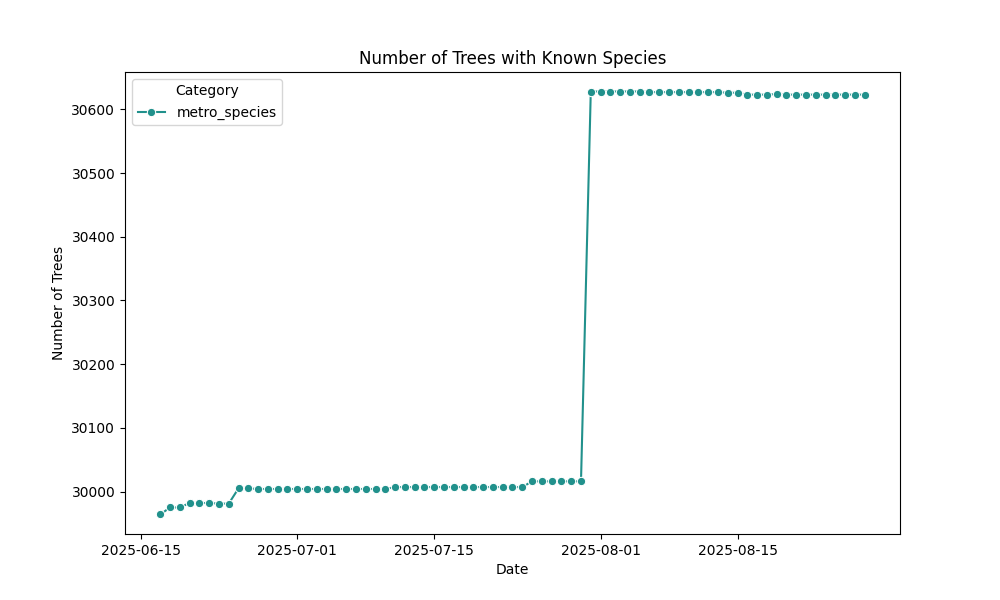 Number of Trees with Known Species
Category
metro_species
30600
30500
30400
30300
30200
30100
30000
Number of Trees
2025-06-15
2025-07-01
2025-07-15
2025-08-01
2025-08-15
Date